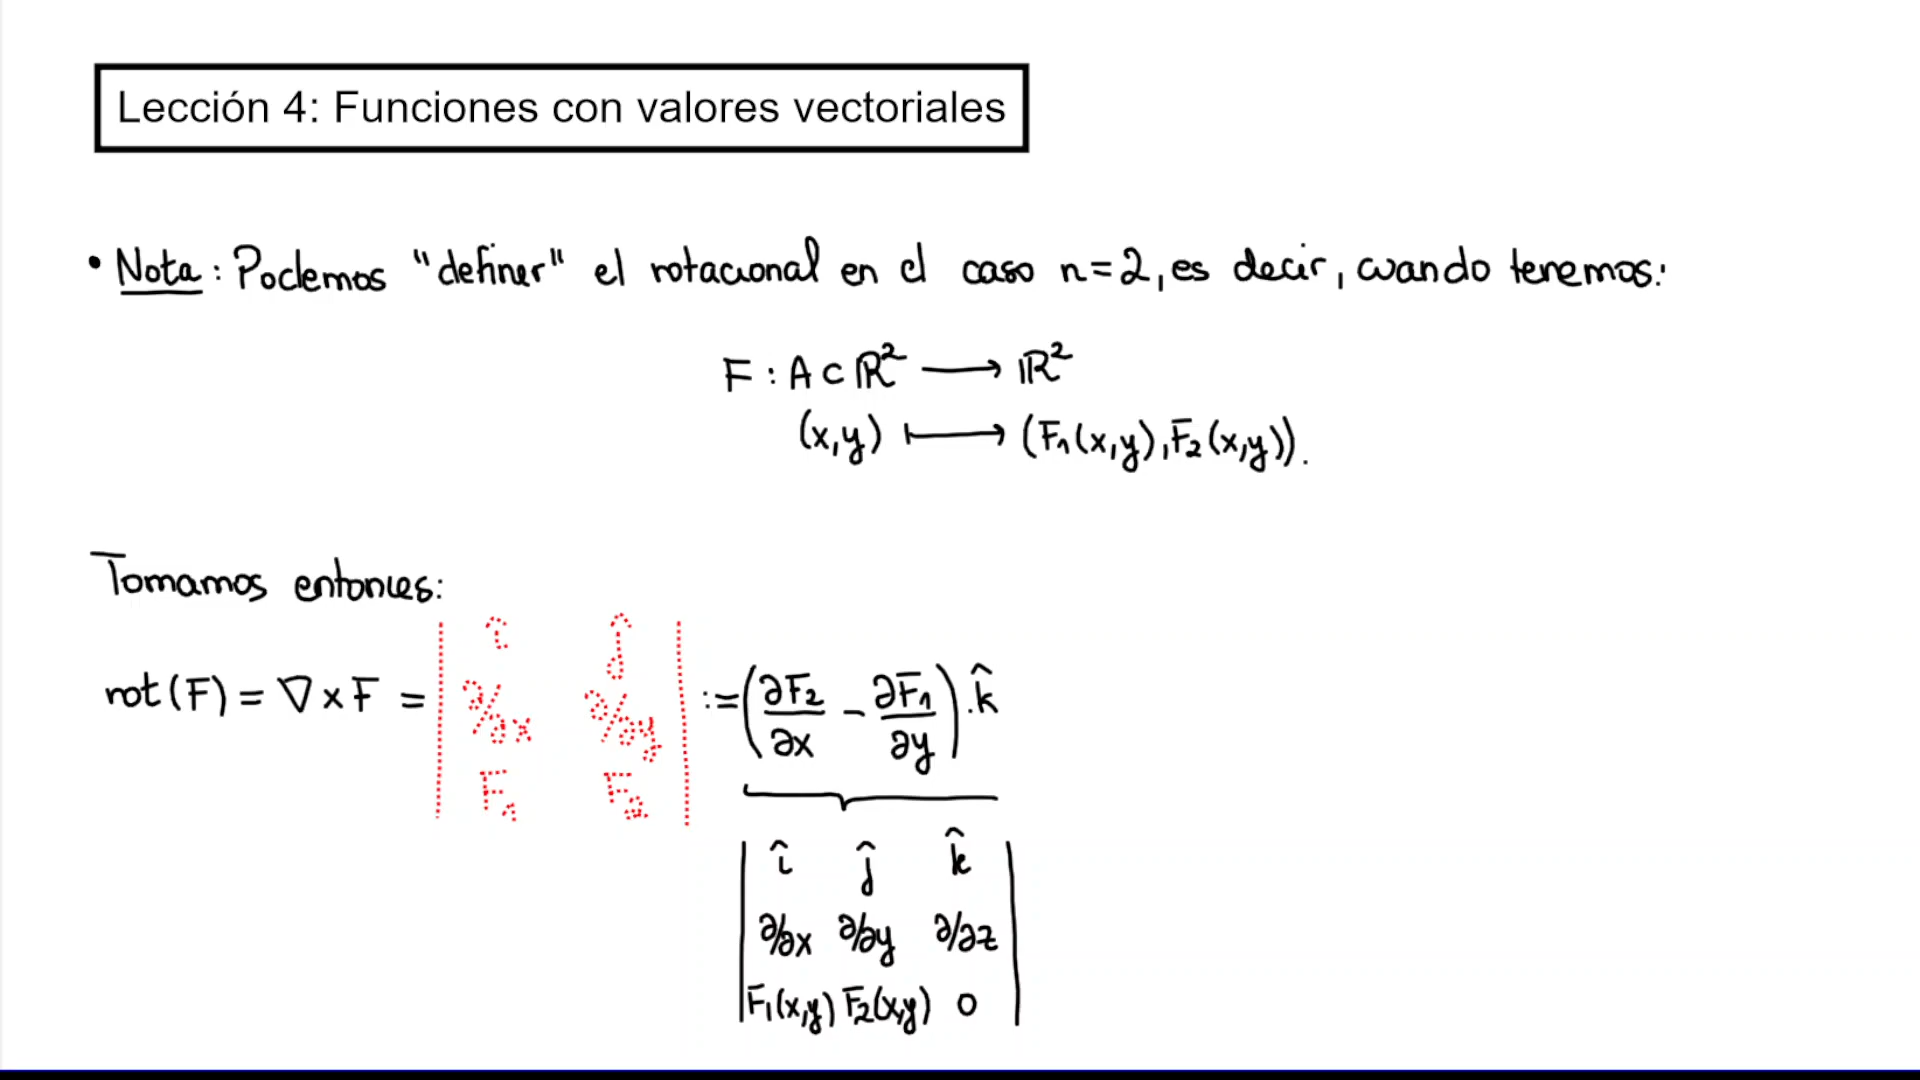 Lección 4: Funciones con valores vectoriales
• Nota: Podemos "definer" el rotacional en el caso n=2, es decir, cuando tenemos:
F : A ⊂ ℝ² ⟶ ℝ²
(x,y) ⟼ (F₁(x,y), F₂(x,y)).
Tomamos entonces:
rot(F) = ∇ × F = | î ĵ ; ∂/∂x ∂/∂y ; F₁ F₂ | := (∂F₂/∂x − ∂F₁/∂y) . k̂
| î ĵ k̂ |
| ∂/∂x ∂/∂y ∂/∂z |
| F₁(x,y) F₂(x,y) 0 |